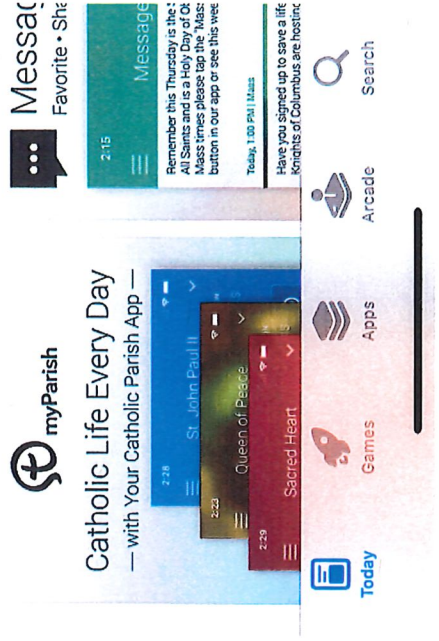 myParish
Catholic Life Every Day
— with Your Catholic Parish App —
2:28
St. John Paul II
2:23
Queen of Peace
2:29
Sacred Heart
Messag
Favorite • Sha
2:15
Message
Remember this Thursday is the
All Saints and is a Holy Day of Ob
Mass times please tap the "Mass
button in our app or see this wee
Today, 1:00 PM | Mass
Have you signed up to save a life
Knights of Columbus are hosting
Today
Games
Apps
Arcade
Search